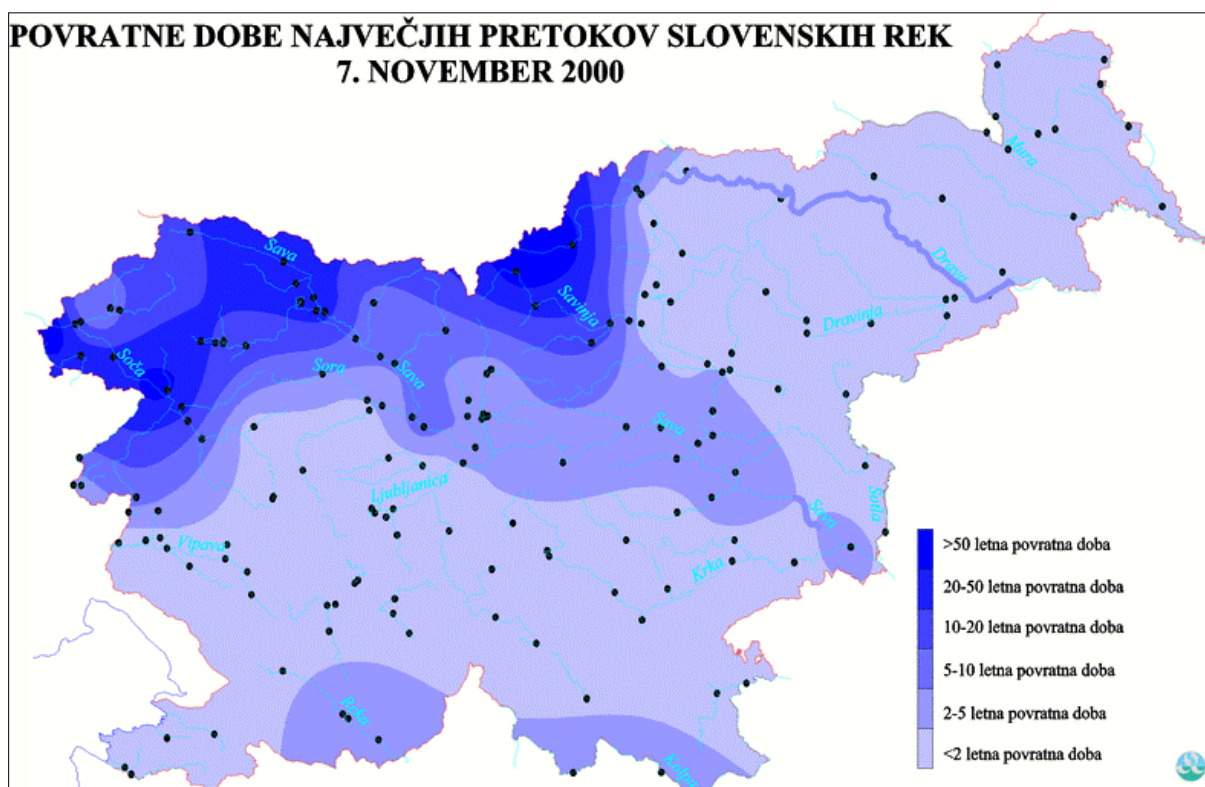 POVRATNE DOBE NAJVEČJIH PRETOKOV SLOVENSKIH REK
7. NOVEMBER 2000
Mura
Sava
Drava
Savinja
Dravinja
Soča
Sora
Sava
Sava
Ljubljanica
Sotla
Sava
Vipava
Krka
Reka
Kolpa
>50 letna povratna doba
20-50 letna povratna doba
10-20 letna povratna doba
5-10 letna povratna doba
2-5 letna povratna doba
<2 letna povratna doba